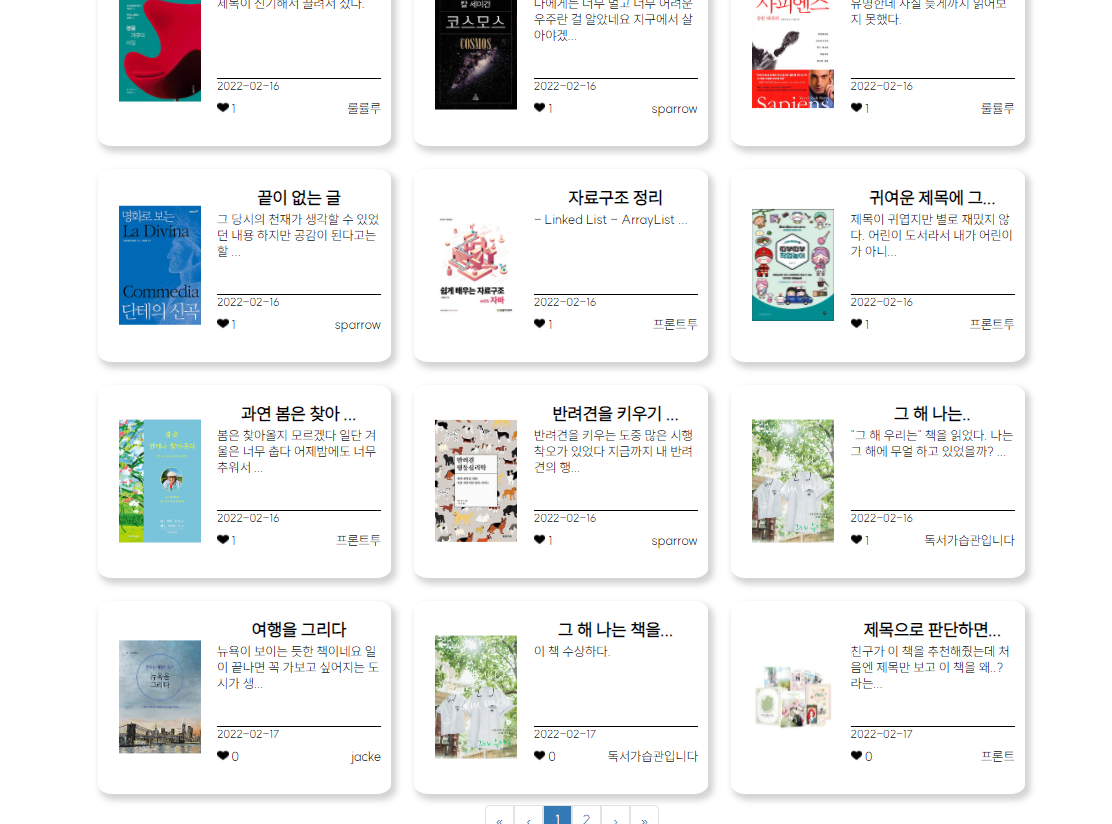 제목이 신기해서 끌려서 샀다.
2022-02-16
1
룰률루
칼 세이건
코스모스
COSMOS
나에게는 너무 멀고 너무 어려운
우주란 걸 알았네요 지구에서 살
아야겠...
2022-02-16
1
sparrow
사피엔스
Sapiens
유명한데 사실 늦게까지 읽어보
지 못했다.
2022-02-16
1
룰률루
명화로 보는
La Divina
Commedia
단테의 신곡
끝이 없는 글
그 당시의 천재가 생각할 수 있었
던 내용 하지만 공감이 된다고는
할 ...
2022-02-16
1
sparrow
쉽게 배우는 자료구조
with 자바
자료구조 정리
- Linked List - ArrayList ...
2022-02-16
1
프론트투
귀여운 제목에 그...
제목이 귀엽지만 별로 재밌지 않
다. 어린이 도서라서 내가 어린이
가 아니...
2022-02-16
1
프론트투
과연 봄은 찾아 ...
봄은 찾아올지 모르겠다 일단 겨
울은 너무 춥다 어제밤에도 너무
추워서 ...
2022-02-16
1
프론트투
반려견
행동심리학
반려견을 키우기 ...
반려견을 키우는 도중 많은 시행
착오가 있었다 지금까지 내 반려
견의 행...
2022-02-16
1
sparrow
그 해 나는..
"그 해 우리는" 책을 읽었다. 나는
그 해에 무얼 하고 있었을까? ...
2022-02-16
1
독서가습관입니다
뉴욕을
그리다
여행을 그리다
뉴욕이 보이는 듯한 책이네요 일
이 끝나면 꼭 가보고 싶어지는 도
시가 생...
2022-02-17
0
jacke
그 해 나는 책을...
이 책 수상하다.
2022-02-17
0
독서가습관입니다
제목으로 판단하면...
친구가 이 책을 추천해줬는데 처
음엔 제목만 보고 이 책을 왜..?
라는...
2022-02-17
0
프론트
« ‹ 1 2 › »